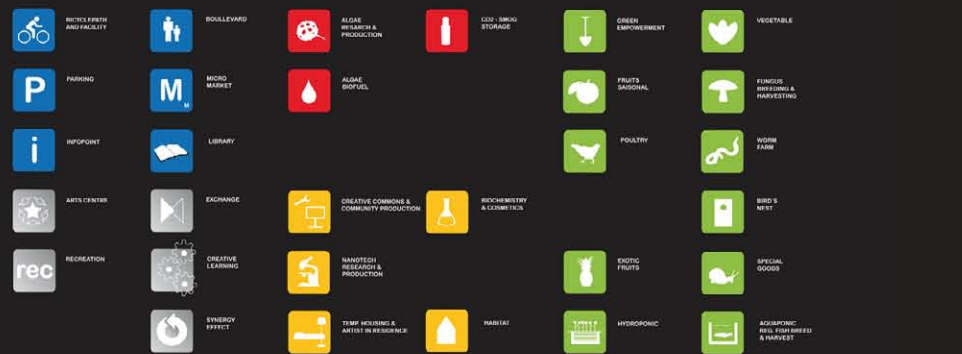 BICYCLEPATH
AND FACILITY
BOULLEVARD
ALGAE
RESARCH &
PRODUCTION
CO2 - SMOG
STORAGE
GREEN
EMPOWERMENT
VEGETABLE
P
PARKING
M
M
MICRO
MARKET
ALGAE
BIOFUEL
FRUITS
SAISONAL
FUNGUS
BREEDING &
HARVESTING
i
INFOPOINT
LIBRARY
POULTRY
WORM
FARM
ARTS CENTRE
EXCHANGE
CREATIVE COMMONS &
COMMUNITY PRODUCTION
BIOCHEMISTRY
& COSMETICS
BIRD'S
NEST
rec
RECREATION
CREATIVE
LEARNING
NANOTECH
RESEARCH &
PRODUCTION
EXOTIC
FRUITS
SPECIAL
GOODS
SYNERGY
EFFECT
TEMP. HOUSING &
ARTIST IN RESIDENCE
HABITAT
HYDROPONIC
AQUAPONIC
REG. FISH BREED
& HARVEST